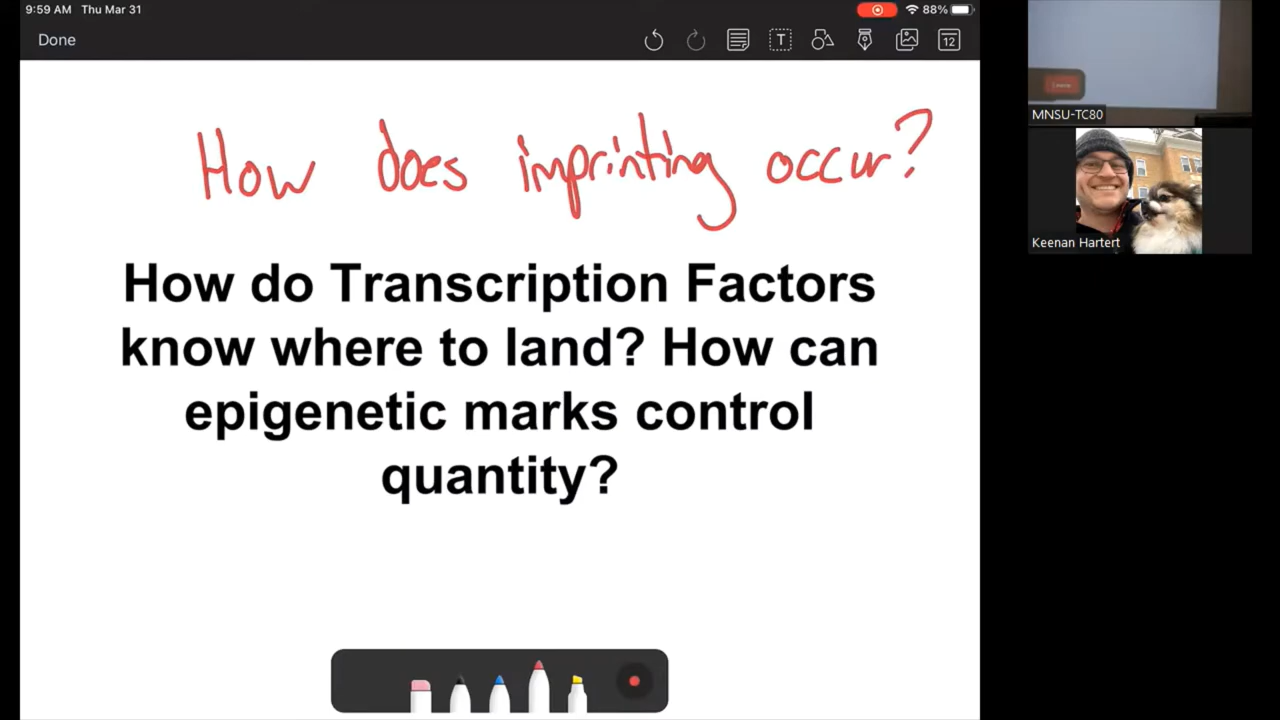 9:59 AM Thu Mar 31
88%
Done
T
12
How does imprinting occur?
How do Transcription Factors
know where to land? How can
epigenetic marks control
quantity?
MNSU-TC80
Keenan Hartert